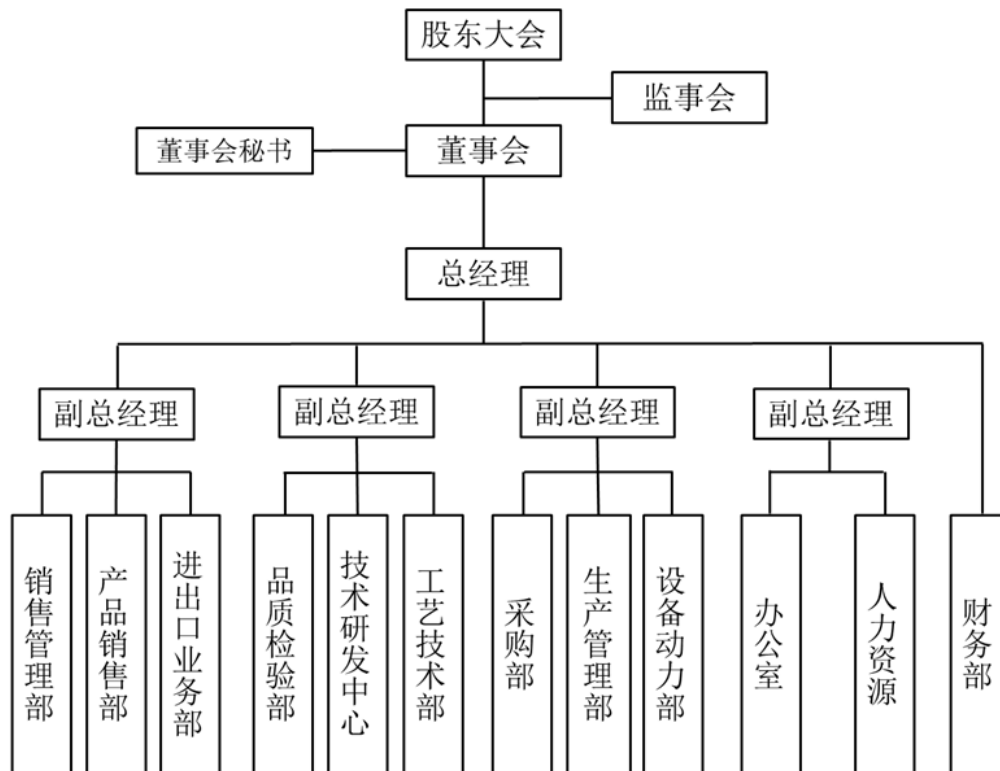 股东大会
监事会
董事会秘书
董事会
总经理
副总经理
副总经理
副总经理
副总经理
销售管理部
产品销售部
进出口业务部
品质检验部
技术研发中心
工艺技术部
采购部
生产管理部
设备动力部
办公室
人力资源
财务部